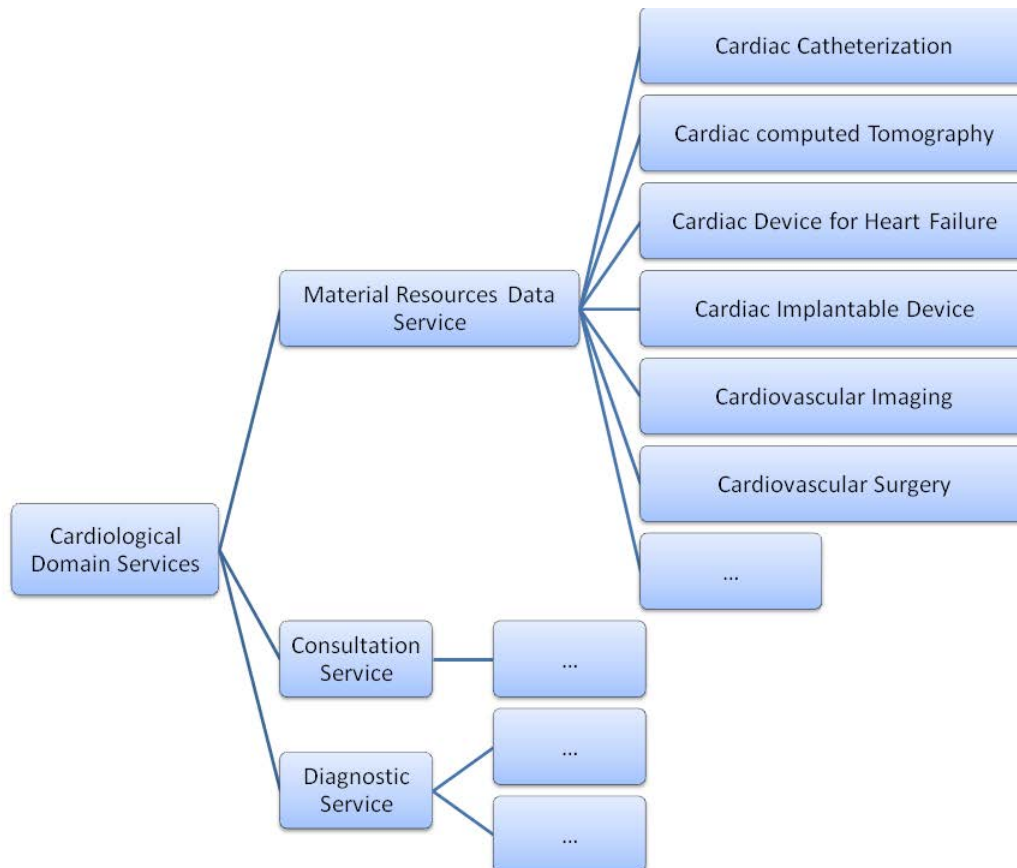 Cardiac Catheterization
Cardiac computed Tomography
Cardiac Device for Heart Failure
Material Resources Data
Service
Cardiac Implantable Device
Cardiovascular Imaging
Cardiovascular Surgery
...
Cardiological
Domain Services
Consultation
Service
...
Diagnostic
Service
...
...